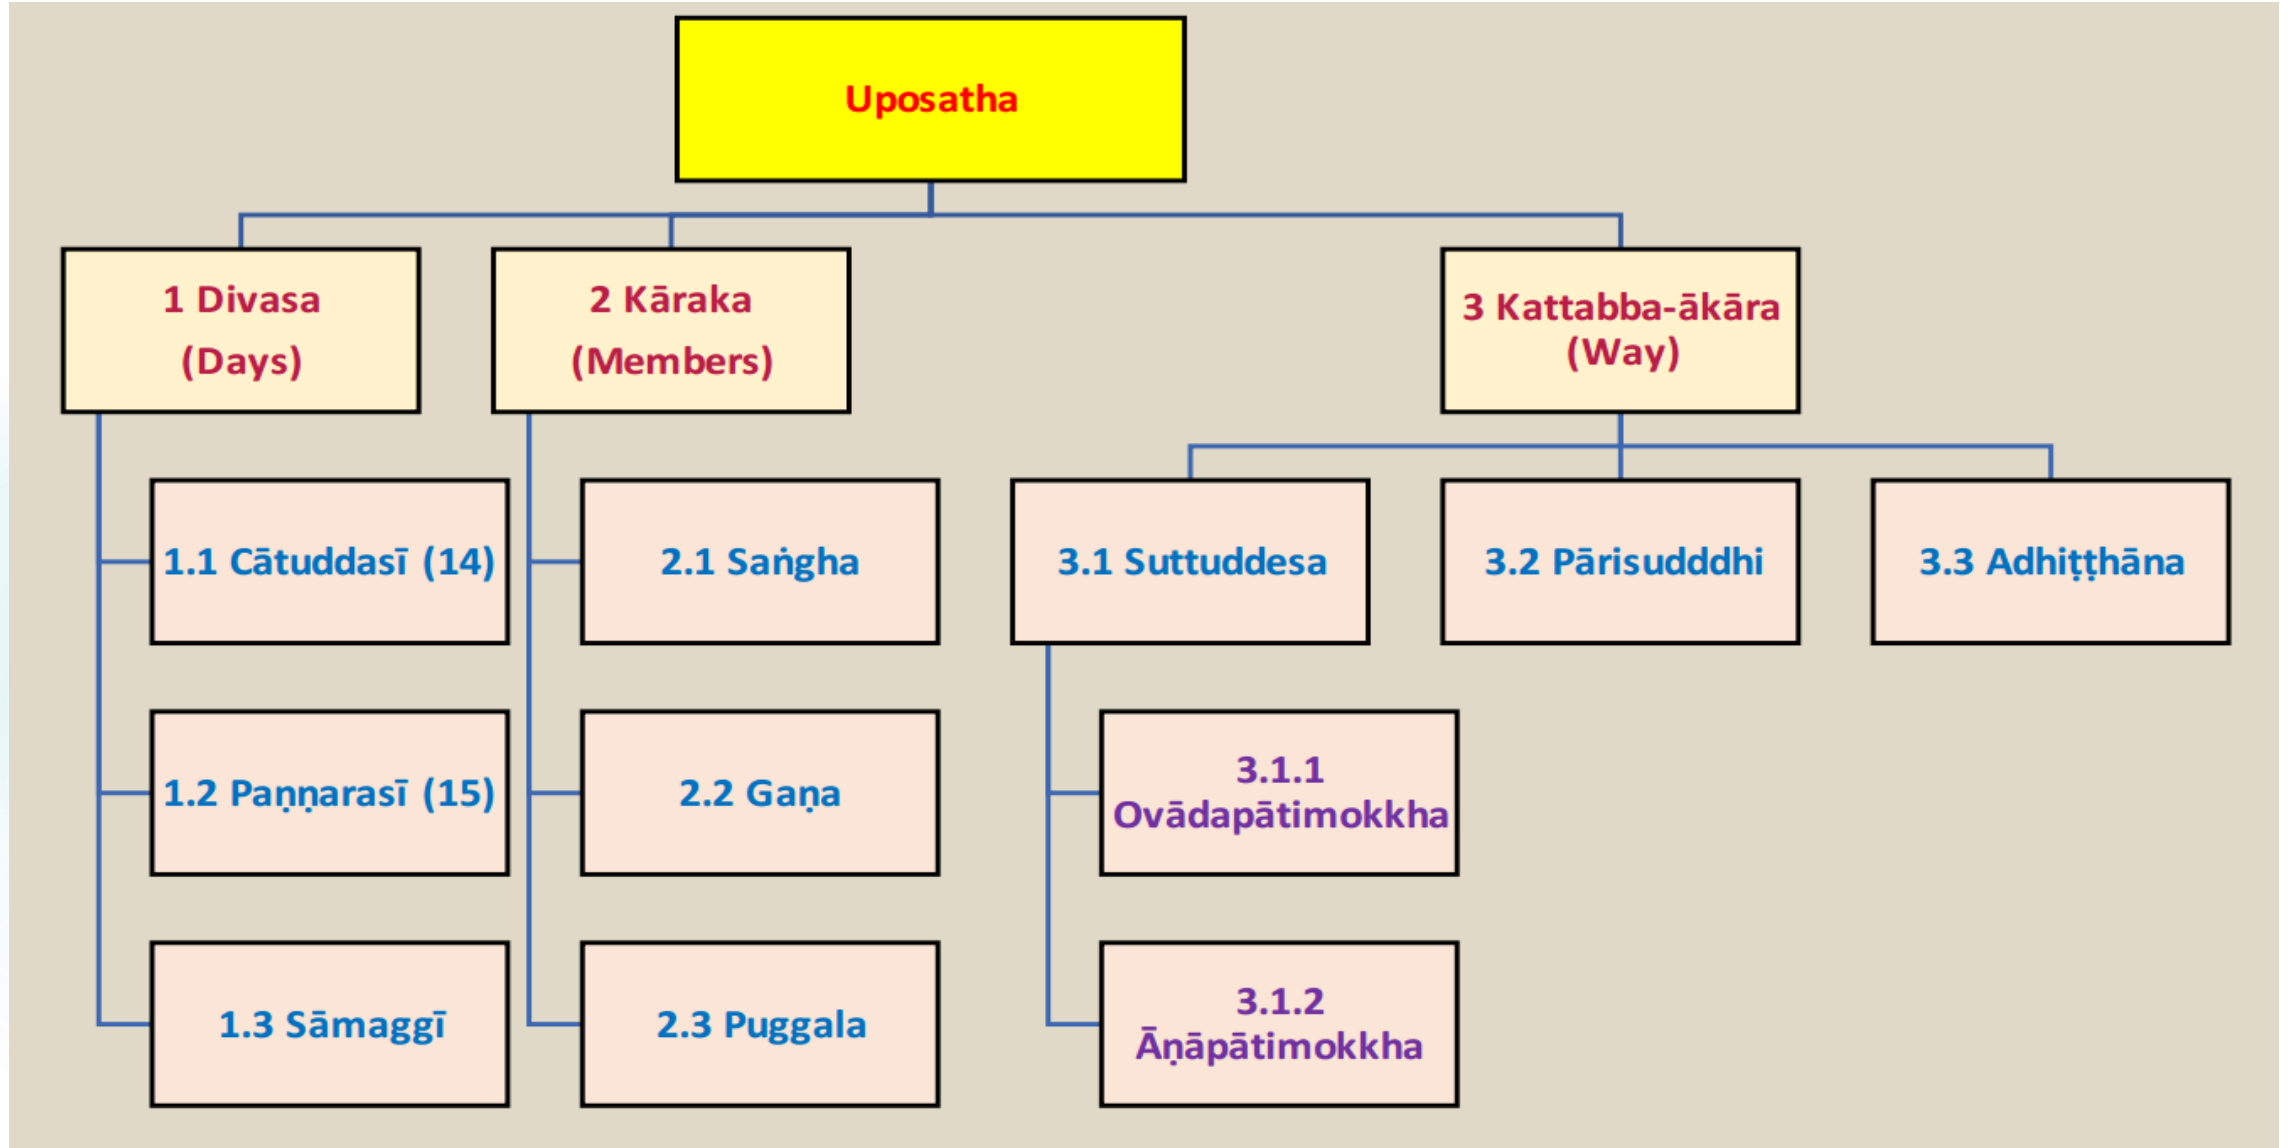 Uposatha
1 Divasa
(Days)
2 Kāraka
(Members)
3 Kattabba-ākāra
(Way)
1.1 Cātuddasī (14)
2.1 Saṅgha
3.1 Suttuddesa
3.2 Pārisudddhi
3.3 Adhiṭṭhāna
1.2 Paṇṇarasī (15)
2.2 Gaṇa
3.1.1
Ovādapātimokkha
1.3 Sāmaggī
2.3 Puggala
3.1.2
Āṇāpātimokkha